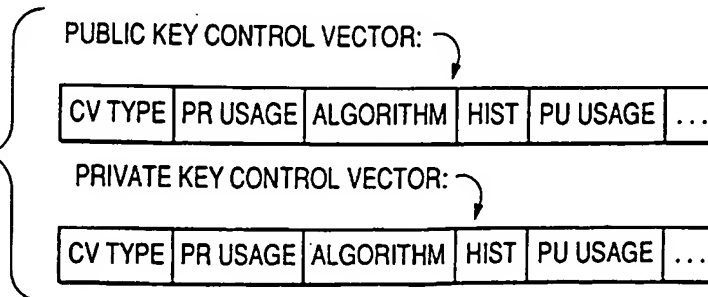 PUBLIC KEY CONTROL VECTOR:
CV TYPE PR USAGE ALGORITHM HIST PU USAGE ...
PRIVATE KEY CONTROL VECTOR:
CV TYPE PR USAGE ALGORITHM HIST PU USAGE ...